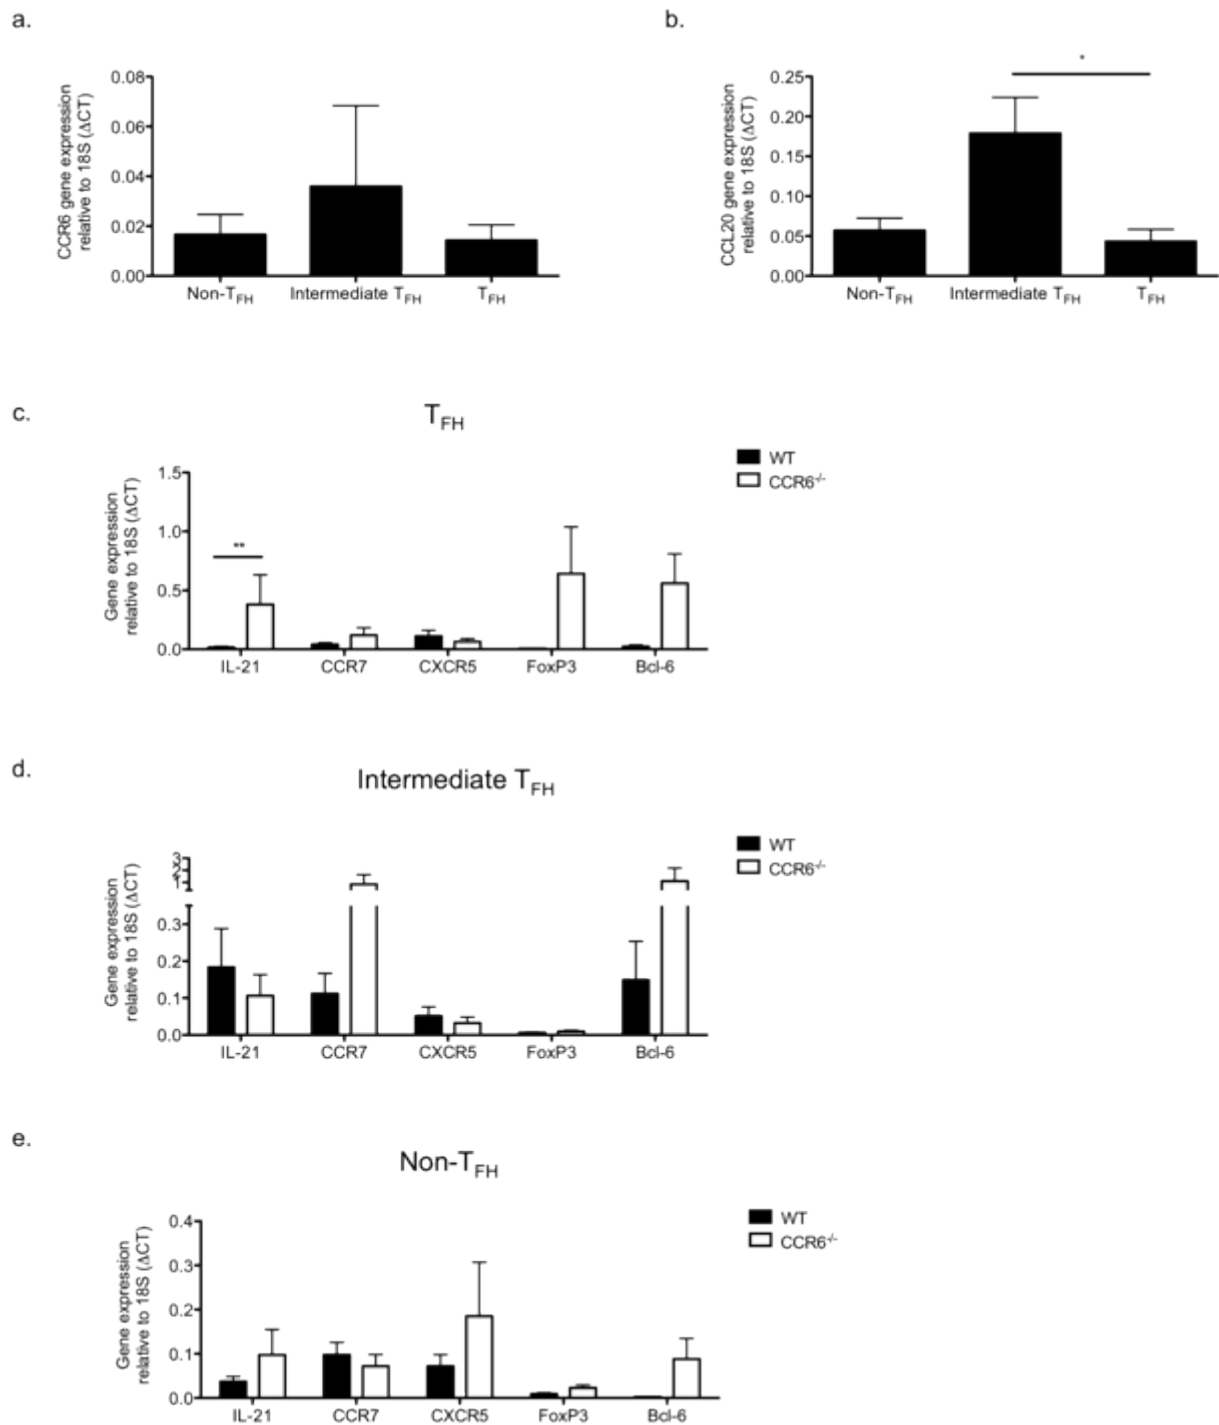 a.
CCR6 gene expression
relative to 18S (ΔCT)
0.08
0.06
0.04
0.02
0.00
Non-TFH Intermediate TFH TFH
b.
CCL20 gene expression
relative to 18S (ΔCT)
0.25
0.20
0.15
0.10
0.05
0.00
*
Non-TFH Intermediate TFH TFH
c.
TFH
WT
CCR6-/-
Gene expression
relative to 18S (ΔCT)
1.5
1.0
0.5
0.0
**
IL-21 CCR7 CXCR5 FoxP3 Bcl-6
d.
Intermediate TFH
WT
CCR6-/-
Gene expression
relative to 18S (ΔCT)
3
2
1
0.3
0.2
0.1
0.0
IL-21 CCR7 CXCR5 FoxP3 Bcl-6
e.
Non-TFH
WT
CCR6-/-
Gene expression
relative to 18S (ΔCT)
0.4
0.3
0.2
0.1
0.0
IL-21 CCR7 CXCR5 FoxP3 Bcl-6